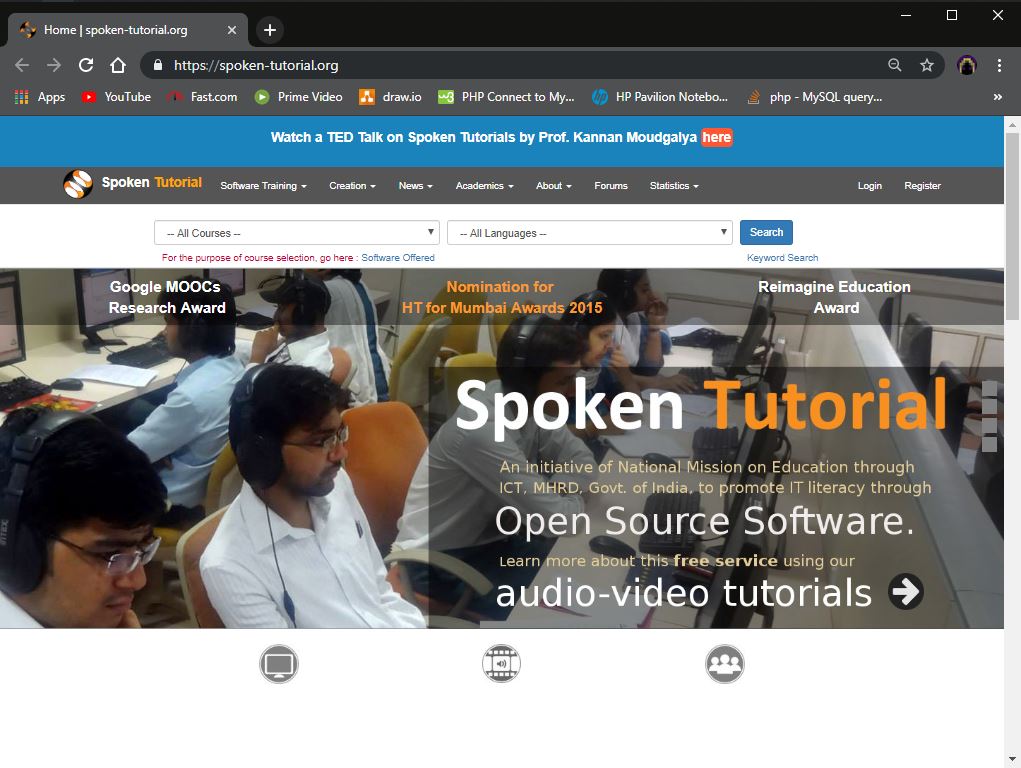 Home | spoken-tutorial.org
https://spoken-tutorial.org
Apps YouTube Fast.com Prime Video draw.io PHP Connect to My... HP Pavilion Notebo... php - MySQL query... »
Watch a TED Talk on Spoken Tutorials by Prof. Kannan Moudgalya here
Spoken Tutorial Software Training Creation News Academics About Forums Statistics Login Register
-- All Courses -- -- All Languages -- Search
For the purpose of course selection, go here : Software Offered Keyword Search
Google MOOCs
Research Award
Nomination for
HT for Mumbai Awards 2015
Reimagine Education
Award
Spoken Tutorial
An initiative of National Mission on Education through
ICT, MHRD, Govt. of India, to promote IT literacy through
Open Source Software.
Learn more about this free service using our
audio-video tutorials
INTEX